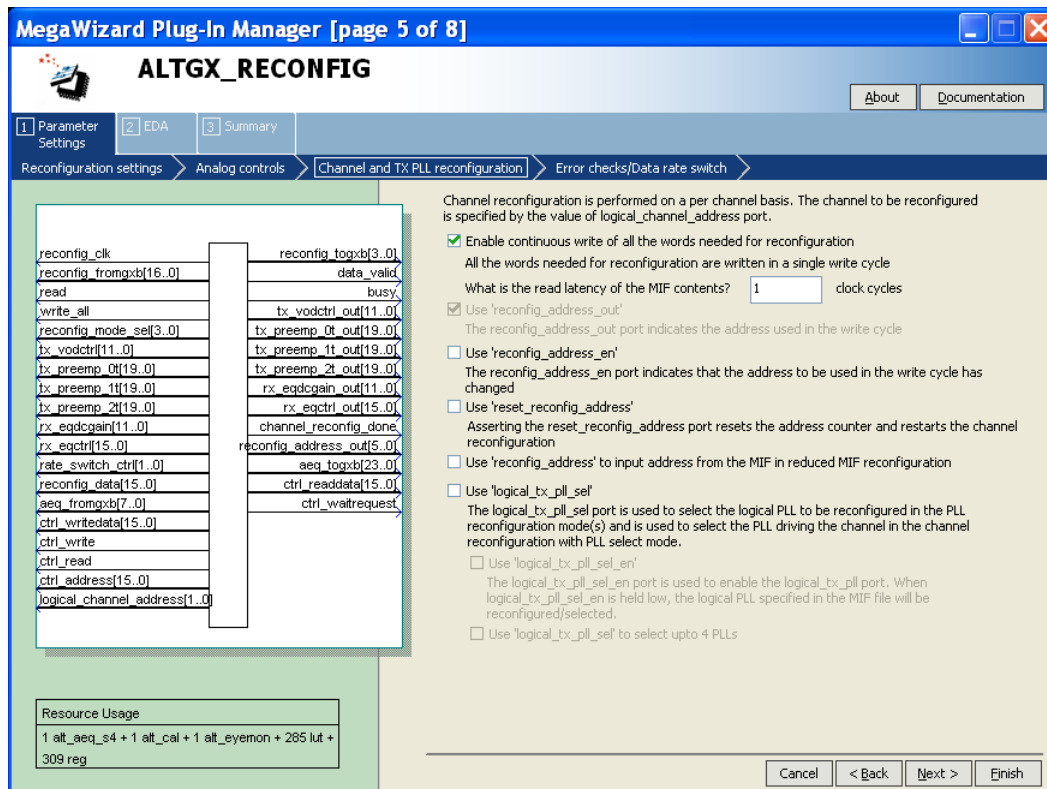 MegaWizard Plug-In Manager [page 5 of 8]
ALTGX_RECONFIG
About
Documentation
1 Parameter Settings
2 EDA
3 Summary
Reconfiguration settings
Analog controls
Channel and TX PLL reconfiguration
Error checks/Data rate switch
reconfig_clk
reconfig_fromgxb[16..0]
read
write_all
reconfig_mode_sel[3..0]
tx_vodctrl[11..0]
tx_preemp_0t[19..0]
tx_preemp_1t[19..0]
tx_preemp_2t[19..0]
rx_eqdcgain[11..0]
rx_eqctrl[15..0]
rate_switch_ctrl[1..0]
reconfig_data[15..0]
aeq_fromgxb[7..0]
ctrl_writedata[15..0]
ctrl_write
ctrl_read
ctrl_address[15..0]
logical_channel_address[1..0]
reconfig_togxb[3..0]
data_valid
busy
tx_vodctrl_out[11..0]
tx_preemp_0t_out[19..0]
tx_preemp_1t_out[19..0]
tx_preemp_2t_out[19..0]
rx_eqdcgain_out[11..0]
rx_eqctrl_out[15..0]
channel_reconfig_done
reconfig_address_out[5..0]
aeq_togxb[23..0]
ctrl_readdata[15..0]
ctrl_waitrequest
Resource Usage
1 alt_aeq_s4 + 1 alt_cal + 1 alt_eyemon + 285 lut +
309 reg
Channel reconfiguration is performed on a per channel basis. The channel to be reconfigured
is specified by the value of logical_channel_address port.
Enable continuous write of all the words needed for reconfiguration
All the words needed for reconfiguration are written in a single write cycle
What is the read latency of the MIF contents? 1 clock cycles
Use 'reconfig_address_out'
The reconfig_address_out port indicates the address used in the write cycle
Use 'reconfig_address_en'
The reconfig_address_en port indicates that the address to be used in the write cycle has
changed
Use 'reset_reconfig_address'
Asserting the reset_reconfig_address port resets the address counter and restarts the channel
reconfiguration
Use 'reconfig_address' to input address from the MIF in reduced MIF reconfiguration
Use 'logical_tx_pll_sel'
The logical_tx_pll_sel port is used to select the logical PLL to be reconfigured in the PLL
reconfiguration mode(s) and is used to select the PLL driving the channel in the channel
reconfiguration with PLL select mode.
Use 'logical_tx_pll_sel_en'
The logical_tx_pll_sel_en port is used to enable the logical_tx_pll port. When
logical_tx_pll_sel_en is held low, the logical PLL specified in the MIF file will be
reconfigured/selected.
Use 'logical_tx_pll_sel' to select upto 4 PLLs
Cancel
< Back
Next >
Finish